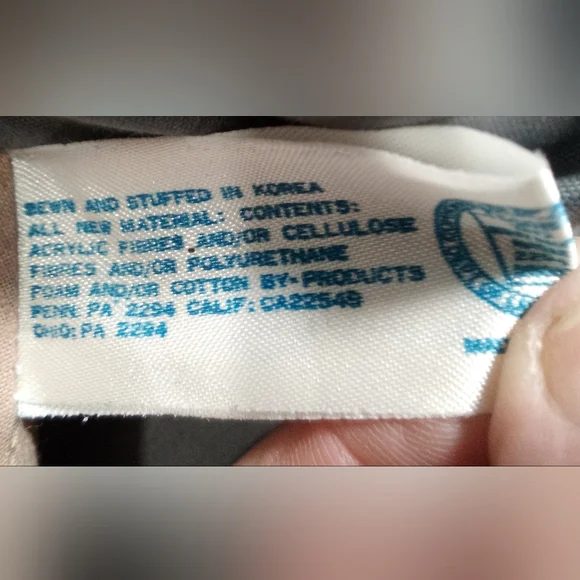 SEWN AND STUFFED IN KOREA
ALL NEW MATERIAL: CONTENTS:
ACRYLIC FIBRES AND/OR CELLULOSE
FIBRES AND/OR POLYURETHANE
FOAM AND/OR COTTON BY-PRODUCTS
PENN. PA 2294 CALIF: CA22549
OHIO: PA 2294